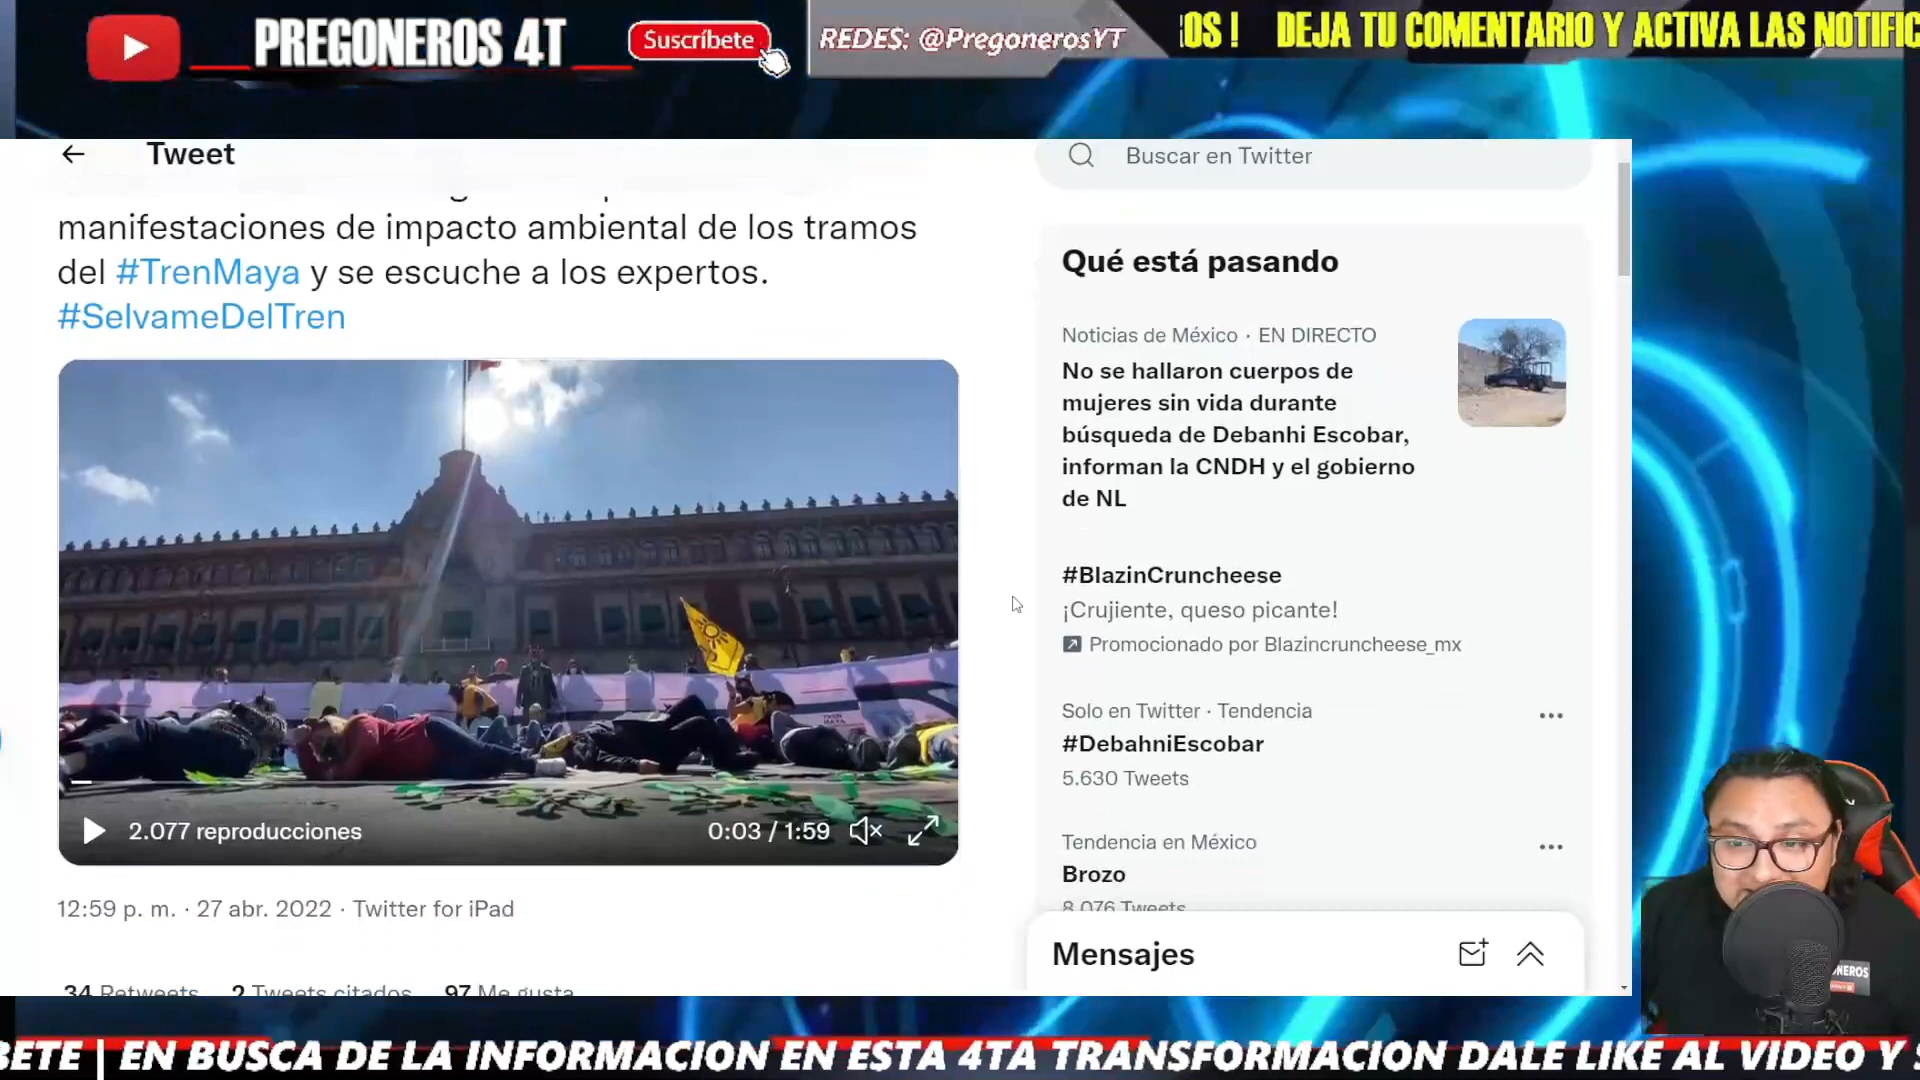 PREGONEROS 4T
Suscríbete
REDES: @PregonerosYT
DEJA TU COMENTARIO Y ACTIVA LAS NOTIFIC
Tweet
Buscar en Twitter
manifestaciones de impacto ambiental de los tramos
del #TrenMaya y se escuche a los expertos.
#SelvameDelTren
2.077 reproducciones
0:03 / 1:59
12:59 p. m. · 27 abr. 2022 · Twitter for iPad
34 Retweets 2 Tweets citados 97 Me gusta
Qué está pasando
Noticias de México · EN DIRECTO
No se hallaron cuerpos de
mujeres sin vida durante
búsqueda de Debanhi Escobar,
informan la CNDH y el gobierno
de NL
#BlazinCruncheese
¡Crujiente, queso picante!
Promocionado por Blazincruncheese_mx
Solo en Twitter · Tendencia
#DebahniEscobar
5.630 Tweets
Tendencia en México
Brozo
8.076 Tweets
Mensajes
NEROS
BETE | EN BUSCA DE LA INFORMACION EN ESTA 4TA TRANSFORMACION DALE LIKE AL VIDEO Y S